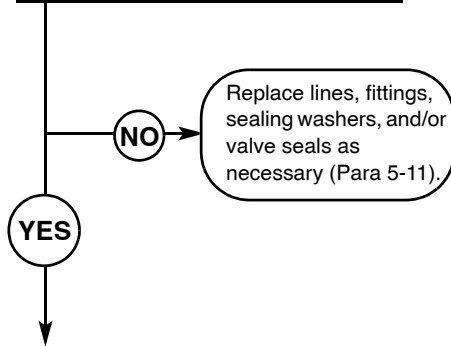 NO
Replace lines, fittings,
sealing washers, and/or
valve seals as
necessary (Para 5-11).
YES